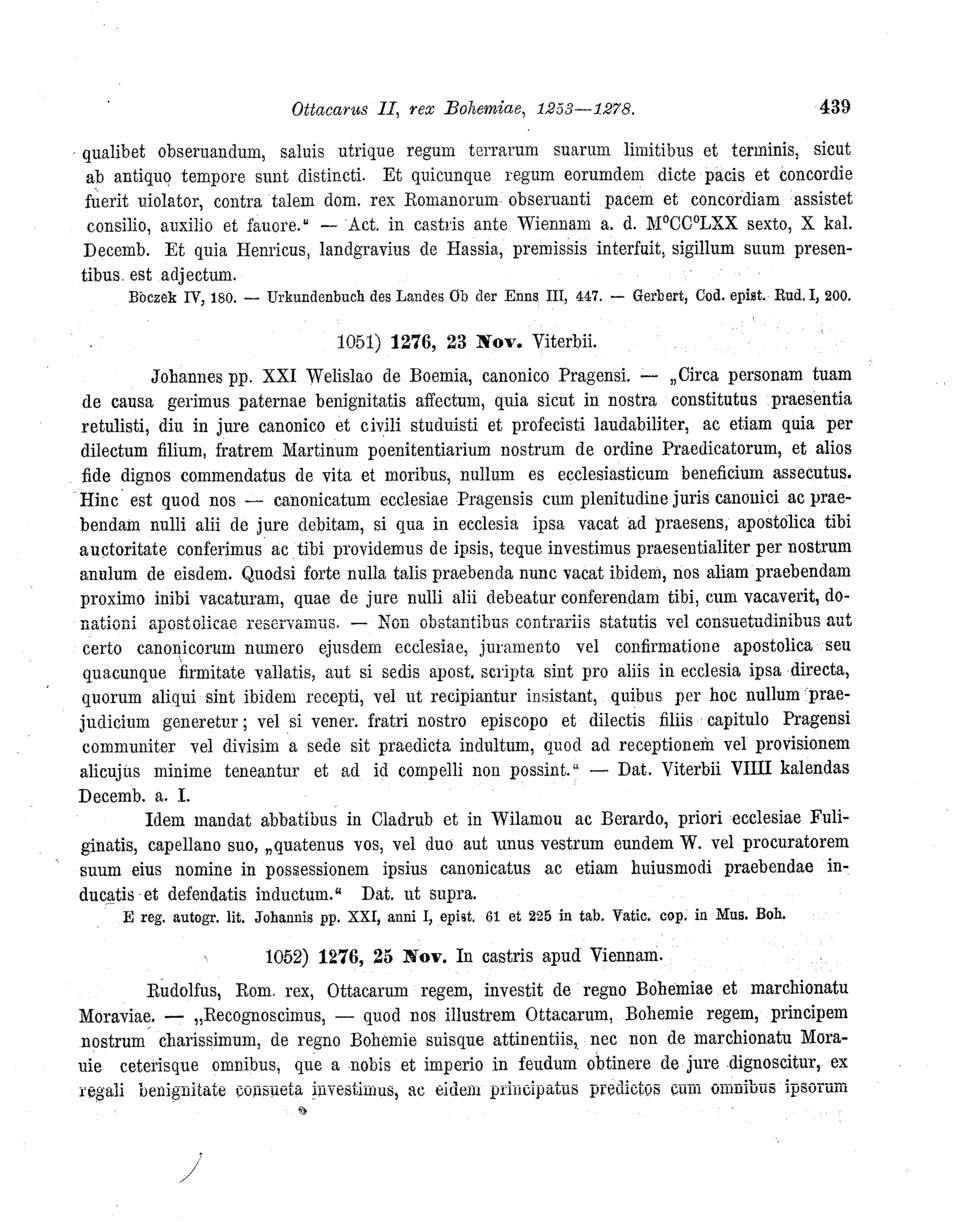 Ottacarus II, rex Bohemiae, 1253—1278. 439
qualibet obseruandum, saluis utrique regum terrarum suarum limitibus et terminis, sicut
ab antiquo tempore sunt distincti. Et quicunque regum eorumdem dicte pacis et concordie
fuerit uiolator, contra talem dom. rex Romanorum obseruanti pacem et concordiam assistet
consilio, auxilio et fauore.“ — Act. in castris ante Wiennam a. d. M⁰CC⁰LXX sexto, X kal.
Decemb. Et quia Henricus, landgravius de Hassia, premissis interfuit, sigillum suum presen-
tibus est adjectum.
Boczek IV, 180. — Urkundenbuch des Landes Ob der Enns III, 447. — Gerbert, Cod. epist. Rud. I, 200.
1051) 1276, 23 Nov. Viterbii.
Johannes pp. XXI Welislao de Boemia, canonico Pragensi. — „Circa personam tuam
de causa gerimus paternae benignitatis affectum, quia sicut in nostra constitutus praesentia
retulisti, diu in jure canonico et civili studuisti et profecisti laudabiliter, ac etiam quia per
dilectum filium, fratrem Martinum poenitentiarium nostrum de ordine Praedicatorum, et alios
fide dignos commendatus de vita et moribus, nullum es ecclesiasticum beneficium assecutus.
Hinc est quod nos — canonicatum ecclesiae Pragensis cum plenitudine juris canonici ac prae-
bendam nulli alii de jure debitam, si qua in ecclesia ipsa vacat ad praesens, apostolica tibi
auctoritate conferimus ac tibi providemus de ipsis, teque investimus praesentialiter per nostrum
anulum de eisdem. Quodsi forte nulla talis praebenda nunc vacat ibidem, nos aliam praebendam
proximo inibi vacaturam, quae de jure nulli alii debeatur conferendam tibi, cum vacaverit, do-
nationi apostolicae reservamus. — Non obstantibus contrariis statutis vel consuetudinibus aut
certo canonicorum numero ejusdem ecclesiae, juramento vel confirmatione apostolica seu
quacunque firmitate vallatis, aut si sedis apost. scripta sint pro aliis in ecclesia ipsa directa,
quorum aliqui sint ibidem recepti, vel ut recipiantur insistant, quibus per hoc nullum prae-
judicium generetur; vel si vener. fratri nostro episcopo et dilectis filiis capitulo Pragensi
communiter vel divisim a sede sit praedicta indultum, quod ad receptionem vel provisionem
alicujus minime teneantur et ad id compelli non possint.“ — Dat. Viterbii VIIII kalendas
Decemb. a. I.
Idem mandat abbatibus in Cladrub et in Wilamou ac Berardo, priori ecclesiae Fuli-
ginatis, capellano suo, „quatenus vos, vel duo aut unus vestrum eundem W. vel procuratorem
suum eius nomine in possessionem ipsius canonicatus ac etiam huiusmodi praebendae in-
ducatis et defendatis inductum.“ Dat. ut supra.
E reg. autogr. lit. Johannis pp. XXI, anni I, epist. 61 et 225 in tab. Vatic. cop. in Mus. Boh.
1052) 1276, 25 Nov. In castris apud Viennam.
Rudolfus, Rom. rex, Ottacarum regem, investit de regno Bohemiae et marchionatu
Moraviae. — „Recognoscimus, — quod nos illustrem Ottacarum, Bohemie regem, principem
nostrum charissimum, de regno Bohemie suisque attinentiis, nec non de marchionatu Mora-
uie ceterisque omnibus, que a nobis et imperio in feudum obtinere de jure dignoscitur, ex
regali benignitate consueta investimus, ac eidem principatus predictos cum omnibus ipsorum